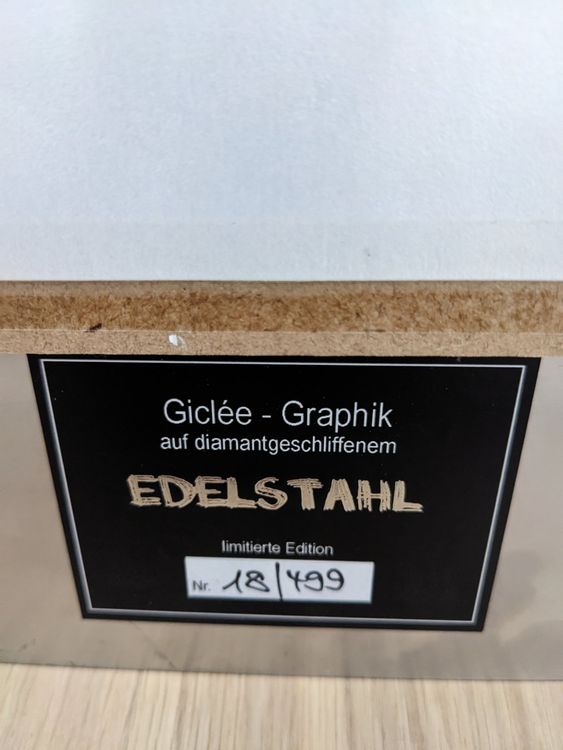 Giclée - Graphik
auf diamantgeschliffenem
EDELSTAHL
limitierte Edition
Nr. 18/499